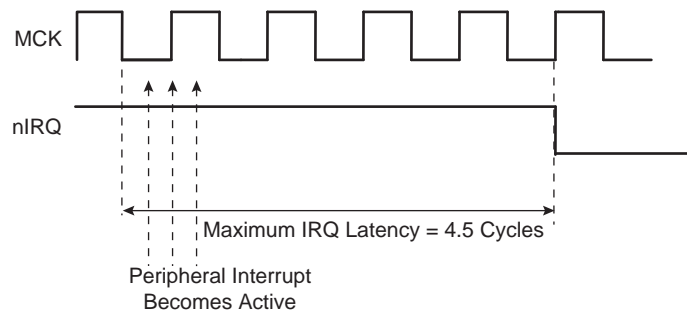 MCK
nIRQ
Maximum IRQ Latency = 4.5 Cycles
Peripheral Interrupt
Becomes Active